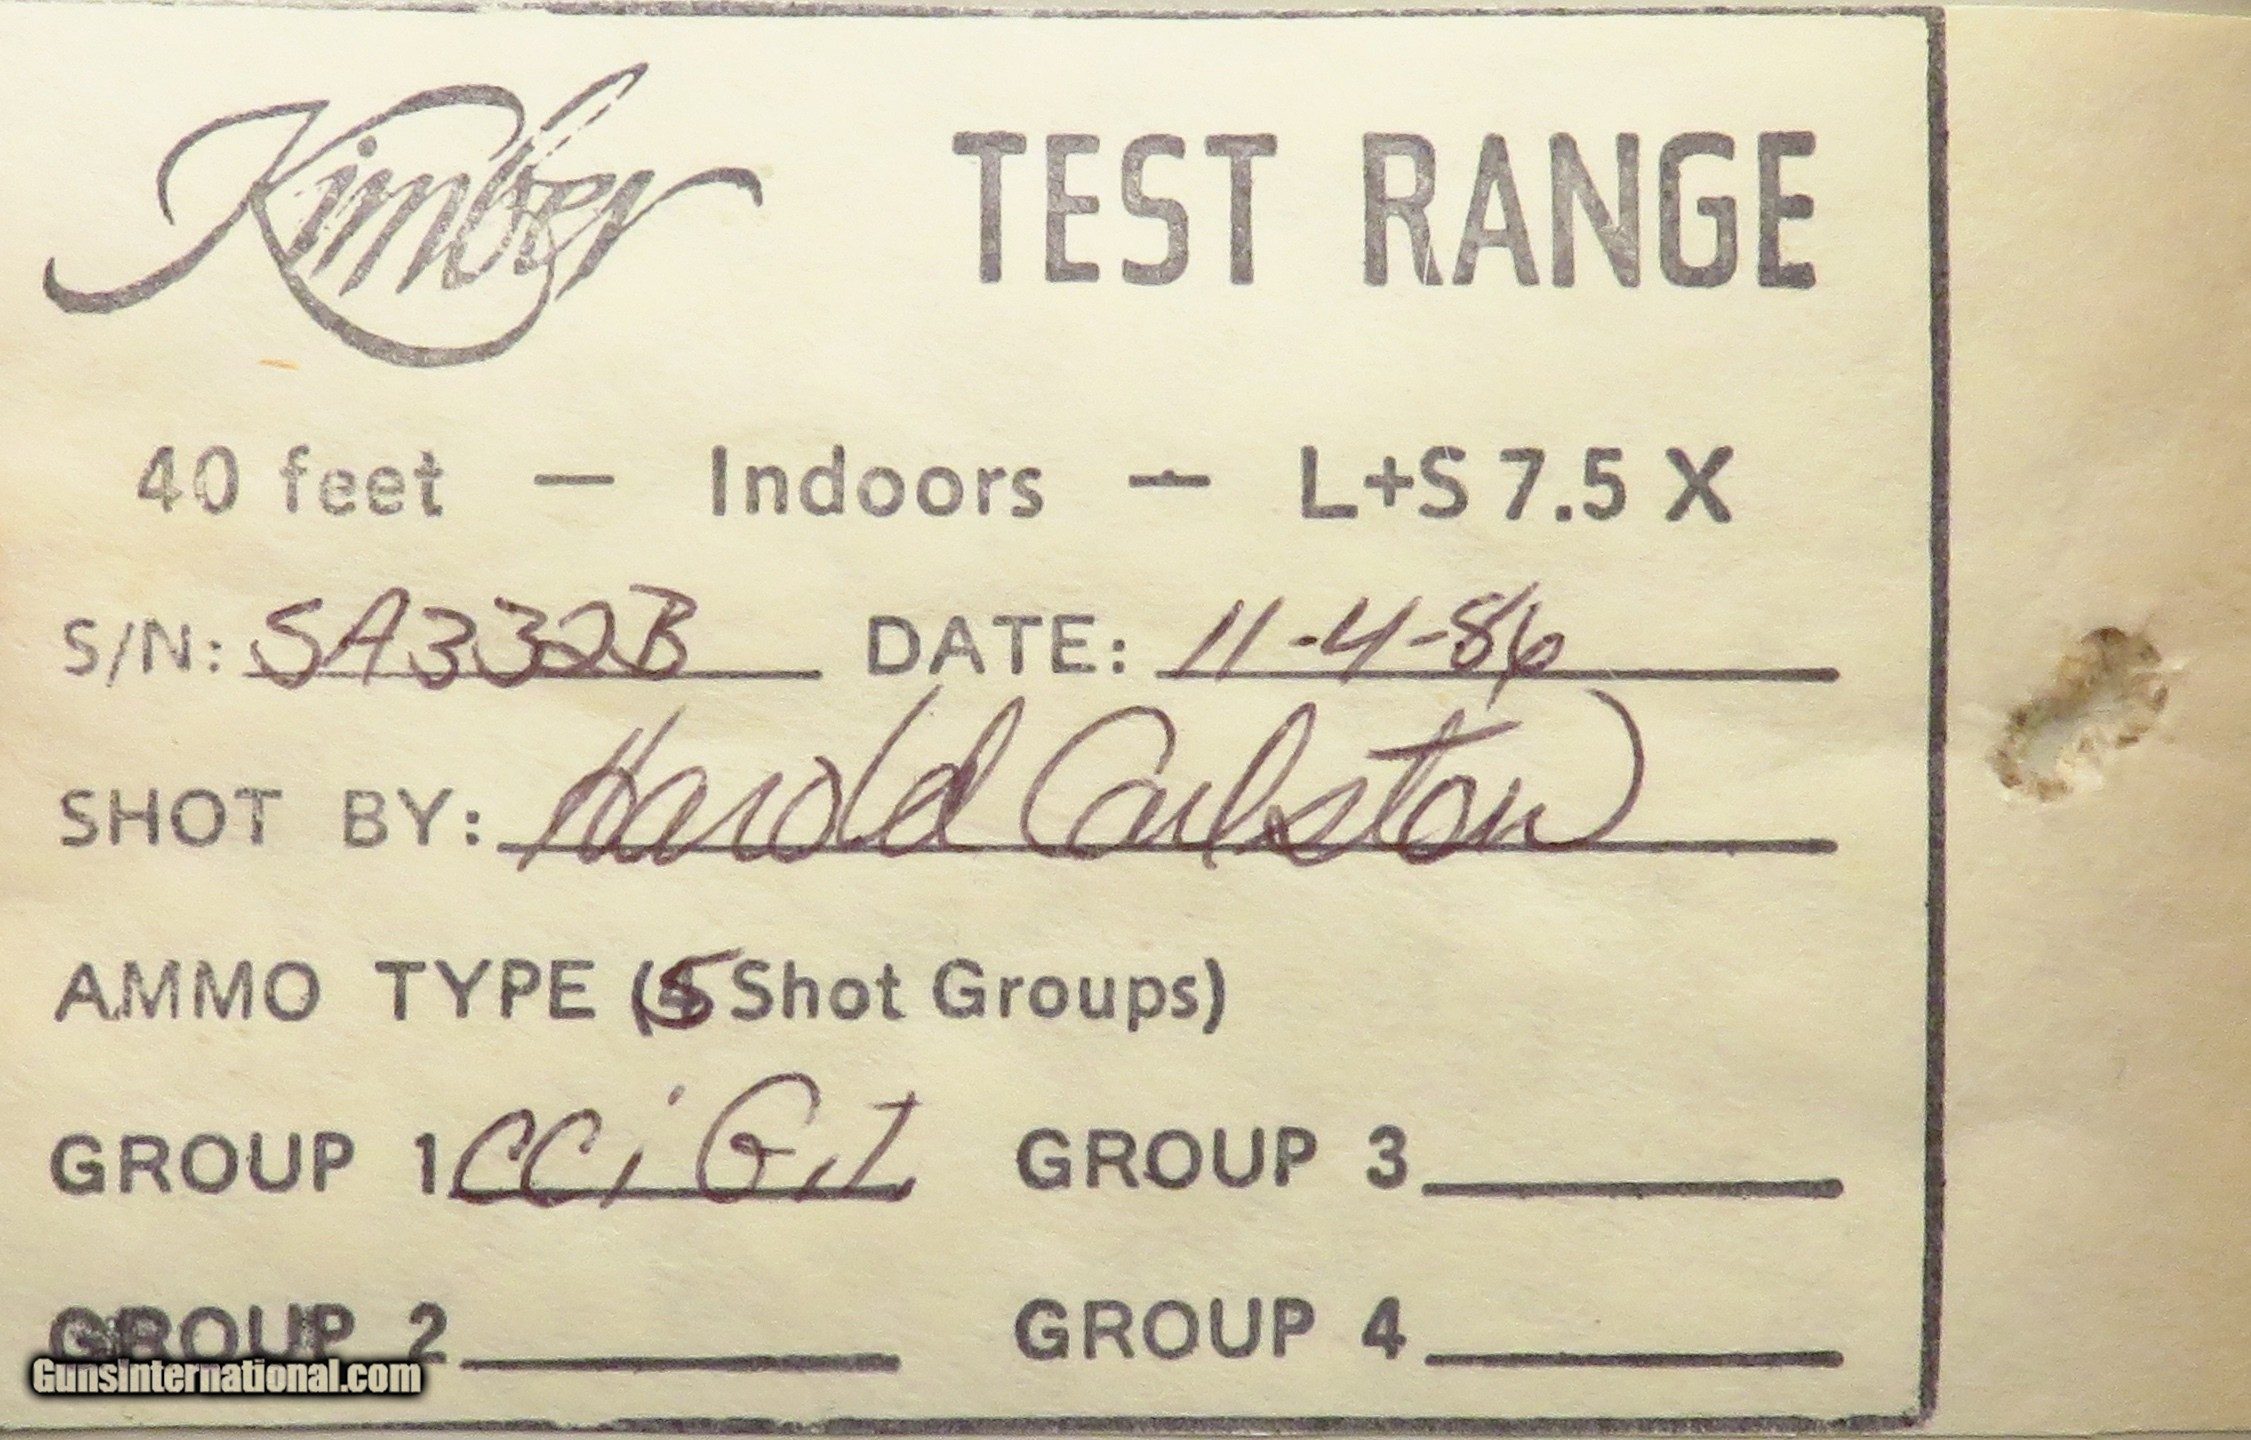 Kimber TEST RANGE
40 feet — Indoors — L+S 7.5 X
S/N: SA332B DATE: 11-4-86
SHOT BY: Harold Carlston
AMMO TYPE (5 Shot Groups)
GROUP 1 CCi G.T. GROUP 3
GROUP 2 GROUP 4
GunsInternational.com